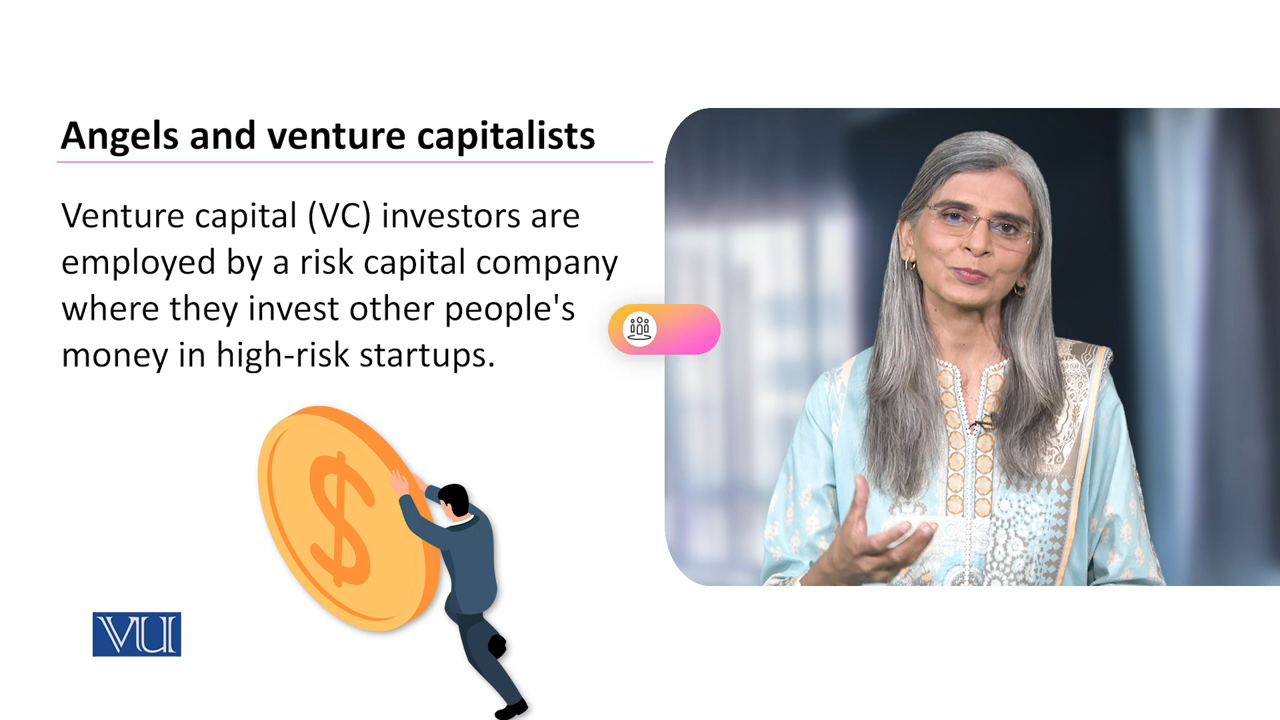 Angels and venture capitalists
Venture capital (VC) investors are
employed by a risk capital company
where they invest other people's
money in high-risk startups.
$
VU